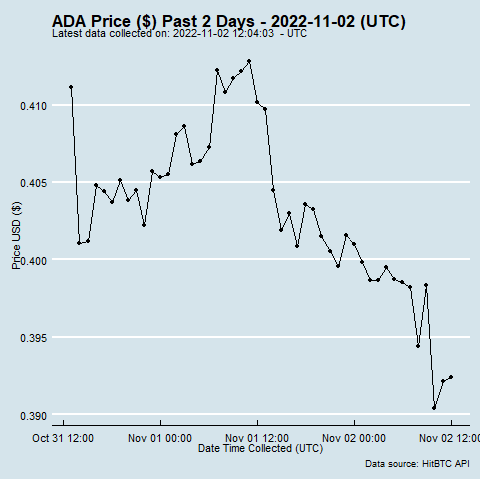 ADA Price ($) Past 2 Days - 2022-11-02 (UTC)
Latest data collected on: 2022-11-02 12:04:03 - UTC
Price USD ($)
0.410
0.405
0.400
0.395
0.390
Oct 31 12:00
Nov 01 00:00
Nov 01 12:00
Nov 02 00:00
Nov 02 12:00
Date Time Collected (UTC)
Data source: HitBTC API